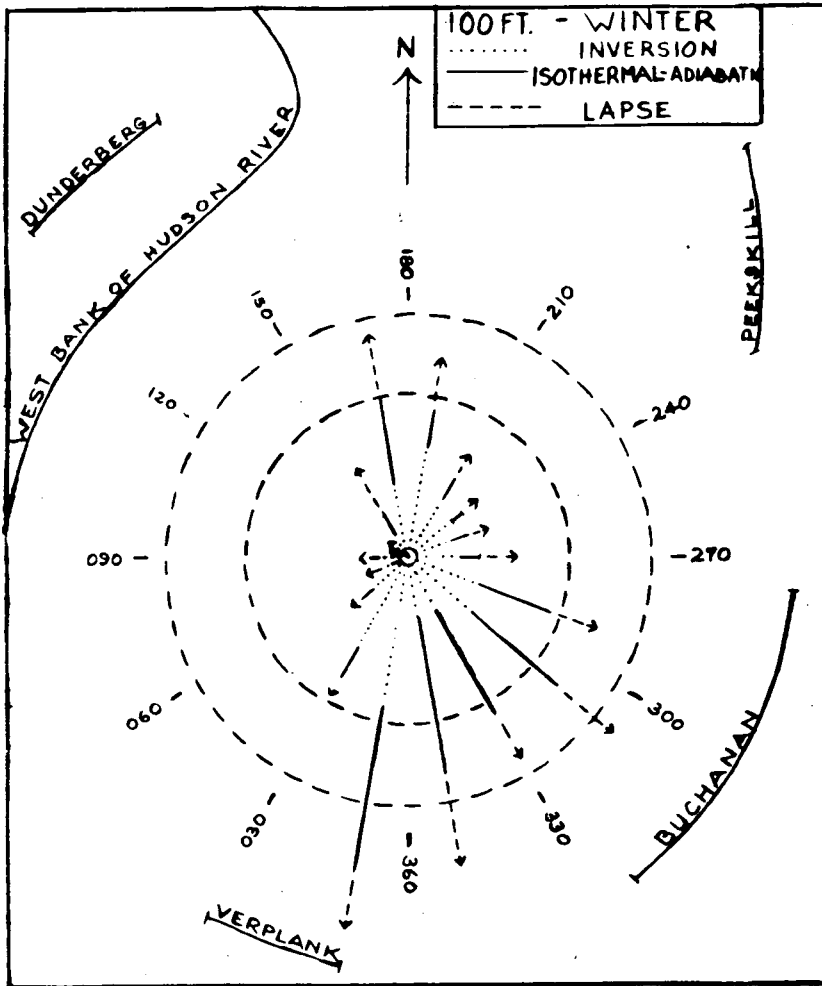 100 FT. - WINTER
INVERSION
ISOTHERMAL-ADIABATI
LAPSE
N
DUNDERBERG
WEST BANK OF HUDSON RIVER
PEEKSKILL
180
150
210
120
240
090
270
060
300
030
330
360
BUCHANAN
VERPLANK